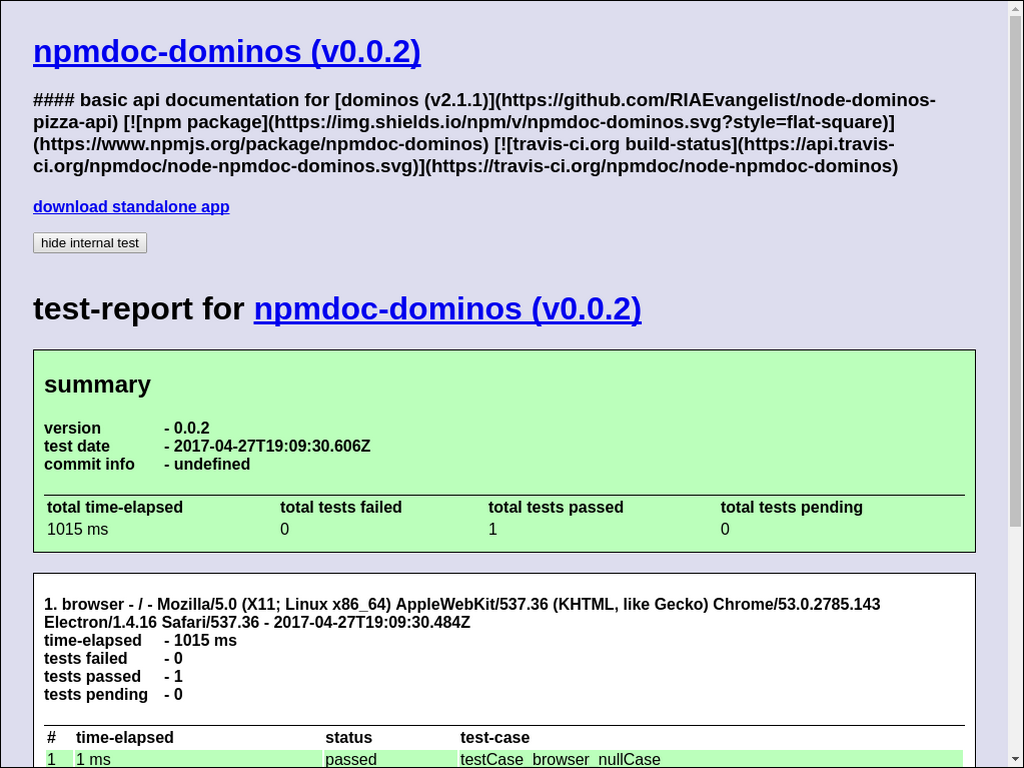 npmdoc-dominos (v0.0.2)
#### basic api documentation for [dominos (v2.1.1)](https://github.com/RIAEvangelist/node-dominos-
pizza-api) [![npm package](https://img.shields.io/npm/v/npmdoc-dominos.svg?style=flat-square)]
(https://www.npmjs.org/package/npmdoc-dominos) [![travis-ci.org build-status](https://api.travis-
ci.org/npmdoc/node-npmdoc-dominos.svg)](https://travis-ci.org/npmdoc/node-npmdoc-dominos)
download standalone app
hide internal test
test-report for npmdoc-dominos (v0.0.2)
summary
version - 0.0.2
test date - 2017-04-27T19:09:30.606Z
commit info - undefined
total time-elapsed total tests failed total tests passed total tests pending
1015 ms 0 1 0
1. browser - / - Mozilla/5.0 (X11; Linux x86_64) AppleWebKit/537.36 (KHTML, like Gecko) Chrome/53.0.2785.143
Electron/1.4.16 Safari/537.36 - 2017-04-27T19:09:30.484Z
time-elapsed - 1015 ms
tests failed - 0
tests passed - 1
tests pending - 0
# time-elapsed status test-case
1 1 ms passed testCase_browser_nullCase